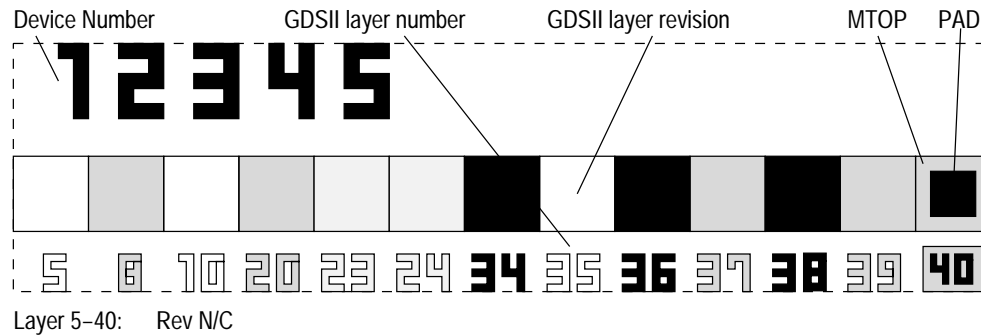 Device Number GDSII layer number GDSII layer revision MTOP PAD
12345
5 8 10 20 23 24 34 35 36 37 38 39 40
Layer 5–40: Rev N/C